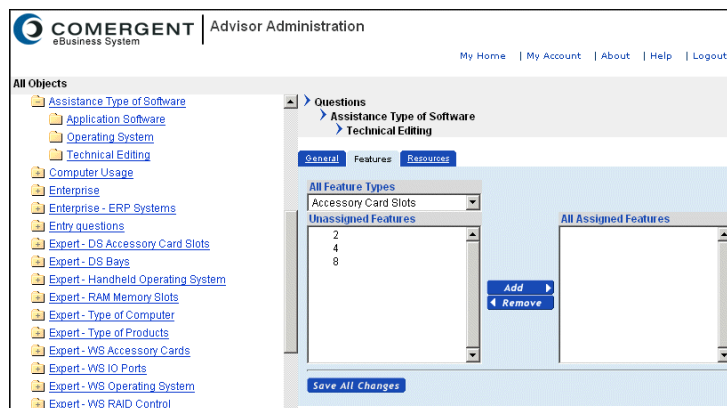 COMERGENT
eBusiness System
Advisor Administration
My Home | My Account | About | Help | Logout
All Objects
Assistance Type of Software
Application Software
Operating System
Technical Editing
Computer Usage
Enterprise
Enterprise - ERP Systems
Entry questions
Expert - DS Accessory Card Slots
Expert - DS Bays
Expert - Handheld Operating System
Expert - RAM Memory Slots
Expert - Type of Computer
Expert - Type of Products
Expert - WS Accessory Cards
Expert - WS IO Ports
Expert - WS Operating System
Expert - WS RAID Control
Questions
Assistance Type of Software
Technical Editing
General Features Resources
All Feature Types
Accessory Card Slots
Unassigned Features
2
4
8
Add
Remove
All Assigned Features
Save All Changes